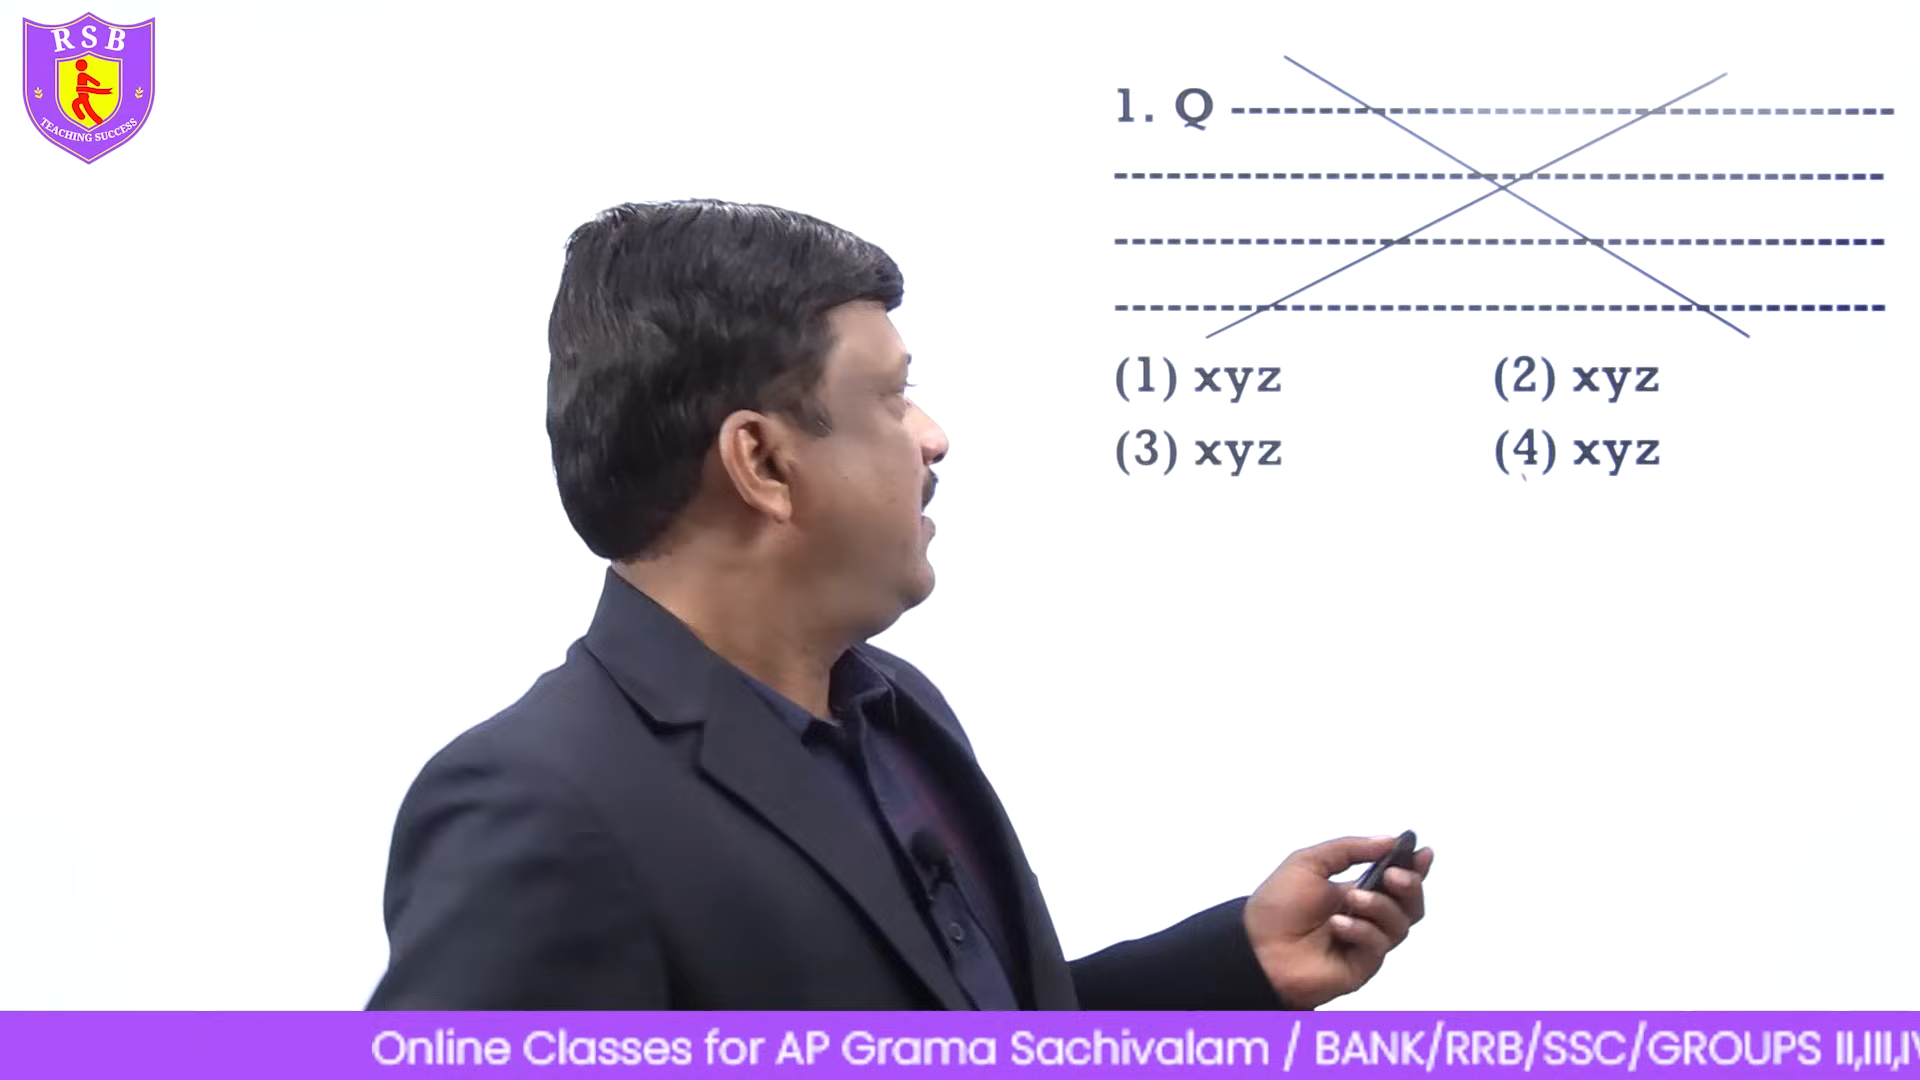 RSB
TEACHING SUCCESS
1. Q ------------------------------------------
-------------------------------------------------
-------------------------------------------------
-------------------------------------------------
(1) xyz (2) xyz
(3) xyz (4) xyz
Online Classes for AP Grama Sachivalam / BANK/RRB/SSC/GROUPS II,III,IV